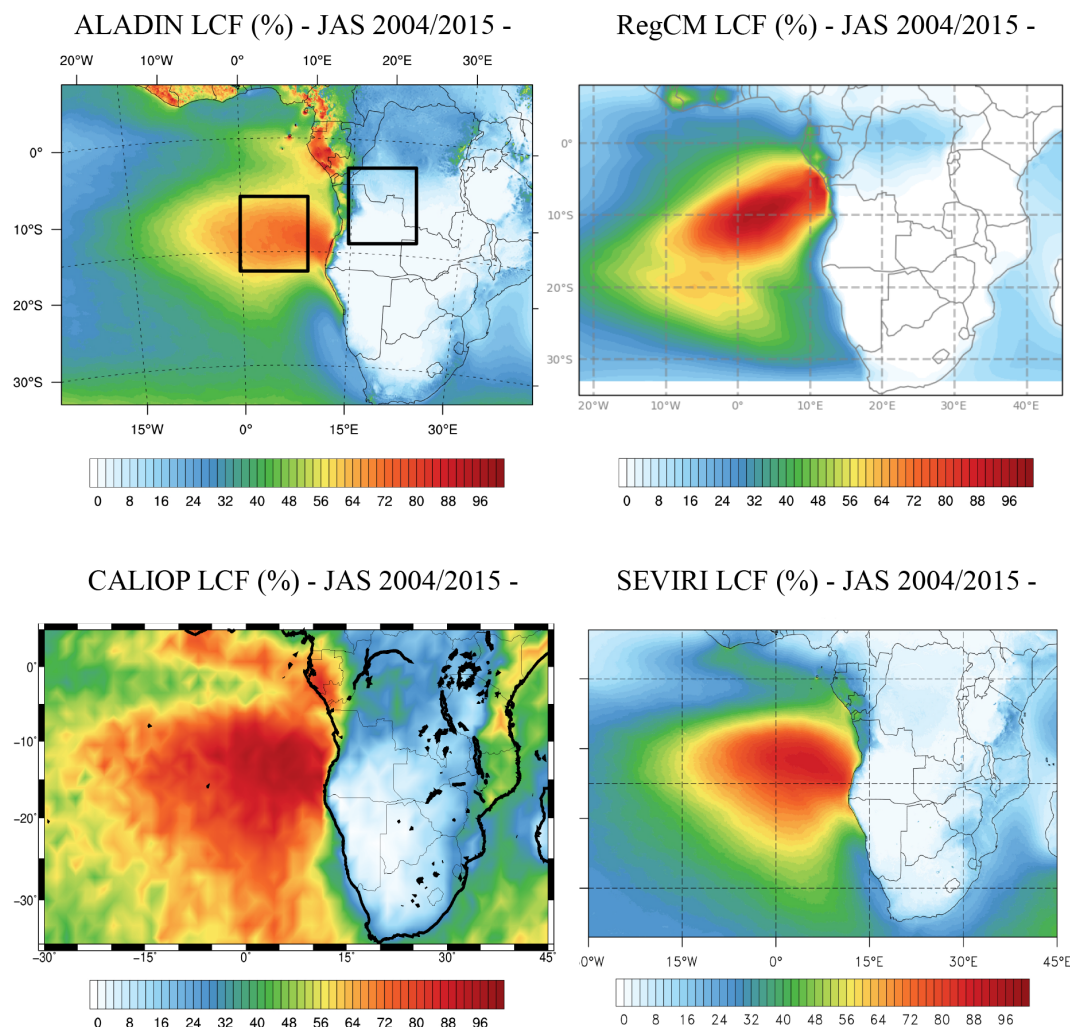 ALADIN LCF (%) - JAS 2004/2015 -
20°W 10°W 0° 10°E 20°E 30°E
0°
10°S
20°S
30°S
15°W 0° 15°E 30°E
0 8 16 24 32 40 48 56 64 72 80 88 96
RegCM LCF (%) - JAS 2004/2015 -
0°
10°S
20°S
30°S
20°W 10°W 0° 10°E 20°E 30°E 40°E
0 8 16 24 32 40 48 56 64 72 80 88 96
CALIOP LCF (%) - JAS 2004/2015 -
0°
-10°
-20°
-30°
-30° -15° 0° 15° 30° 45°
0 8 16 24 32 40 48 56 64 72 80 88 96
SEVIRI LCF (%) - JAS 2004/2015 -
0°W 15°W 0°E 15°E 30°E 45°E
0 8 16 24 32 40 48 56 64 72 80 88 96